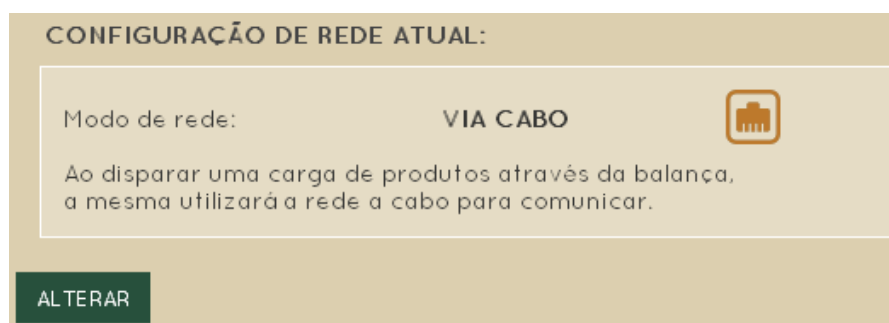 CONFIGURAÇÃO DE REDE ATUAL:
Modo de rede: VIA CABO
Ao disparar uma carga de produtos através da balança,
a mesma utilizará a rede a cabo para comunicar.
ALTERAR